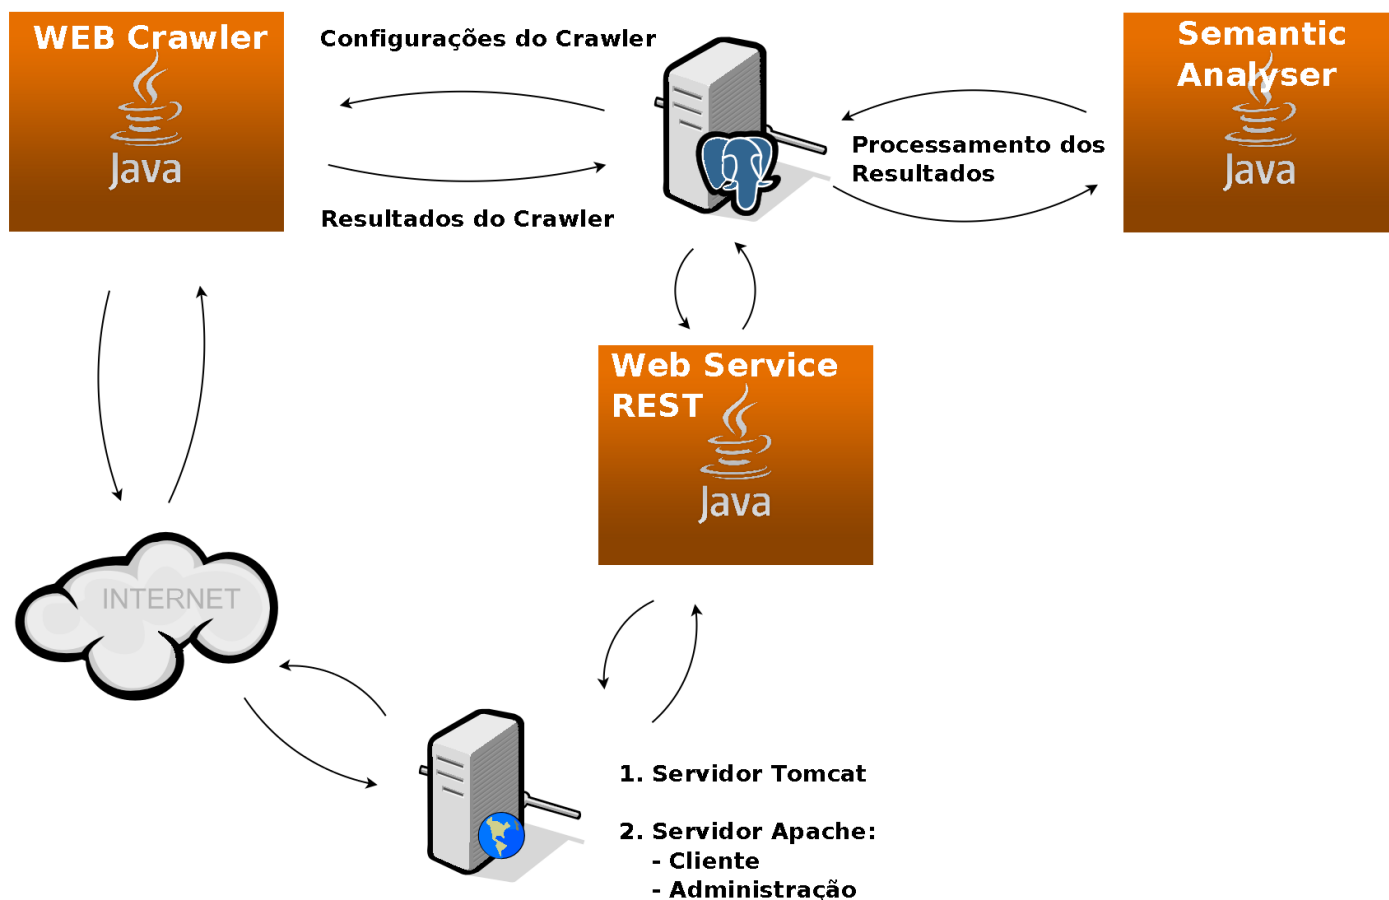 WEB Crawler
Java
Configurações do Crawler
Resultados do Crawler
Semantic
Analyser
Java
Processamento dos
Resultados
Web Service
REST
Java
INTERNET
1. Servidor Tomcat
2. Servidor Apache:
- Cliente
- Administração